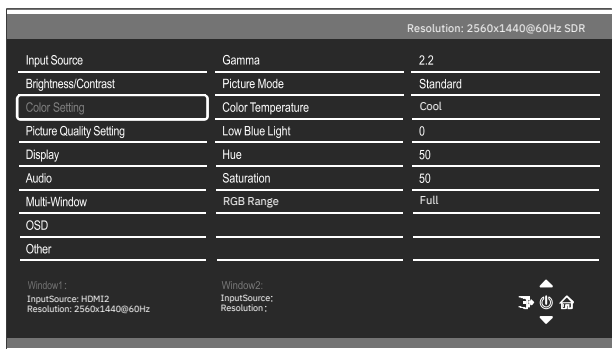 Resolution: 2560x1440@60Hz SDR
Input Source Gamma 2.2
Brightness/Contrast Picture Mode Standard
Color Setting Color Temperature Cool
Picture Quality Setting Low Blue Light 0
Display Hue 50
Audio Saturation 50
Multi-Window RGB Range Full
OSD
Other
Window1: Window2:
InputSource: HDMI2 InputSource;
Resolution: 2560x1440@60Hz Resolution;